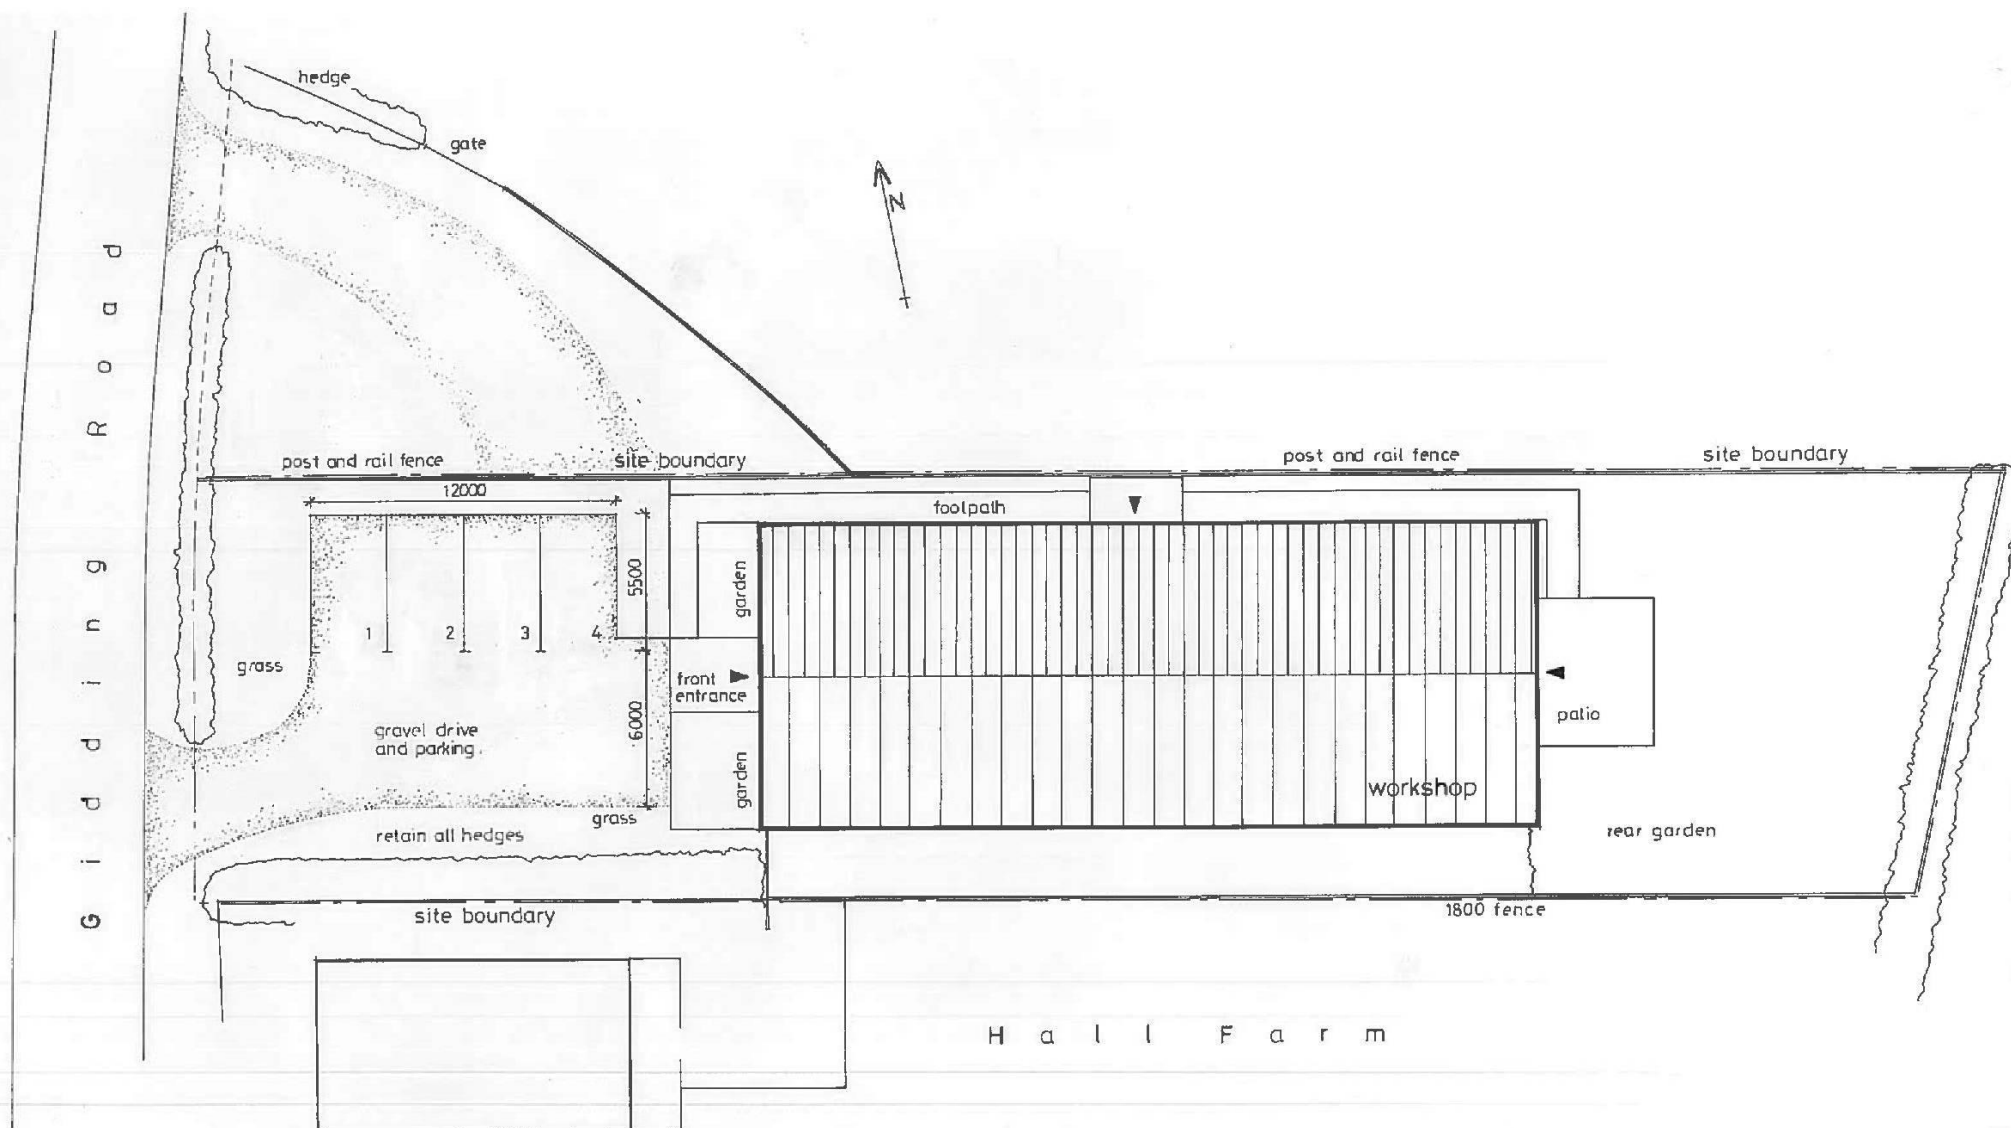 hedge
gate
N
Gidding Road
post and rail fence
site boundary
post and rail fence
site boundary
12000
footpath
5500
garden
1
2
3
4
grass
front
entrance
6000
patio
gravel drive
and parking.
garden
workshop
grass
retain all hedges
rear garden
site boundary
1800 fence
Hall Farm